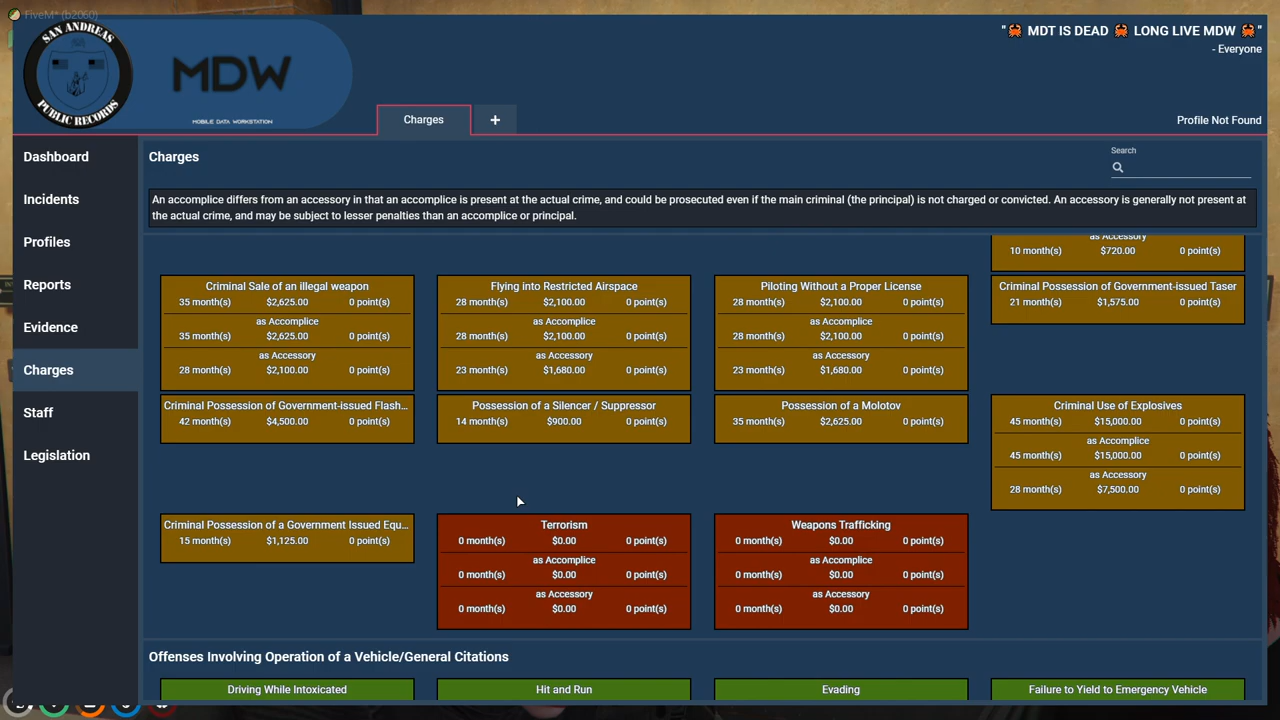 FiveM® (b2060)
SAN ANDREAS
PUBLIC RECORDS
MDW
MOBILE DATA WORKSTATION
"🦀 MDT IS DEAD 🦀 LONG LIVE MDW 🦀"
- Everyone
Charges
+
Profile Not Found
Dashboard
Incidents
Profiles
Reports
Evidence
Charges
Staff
Legislation
Charges
Search
An accomplice differs from an accessory in that an accomplice is present at the actual crime, and could be prosecuted even if the main criminal (the principal) is not charged or convicted. An accessory is generally not present at
the actual crime, and may be subject to lesser penalties than an accomplice or principal.
as Accessory
10 month(s) $720.00 0 point(s)
Criminal Sale of an illegal weapon
35 month(s) $2,625.00 0 point(s)
as Accomplice
35 month(s) $2,625.00 0 point(s)
as Accessory
28 month(s) $2,100.00 0 point(s)
Flying into Restricted Airspace
28 month(s) $2,100.00 0 point(s)
as Accomplice
28 month(s) $2,100.00 0 point(s)
as Accessory
23 month(s) $1,680.00 0 point(s)
Piloting Without a Proper License
28 month(s) $2,100.00 0 point(s)
as Accomplice
28 month(s) $2,100.00 0 point(s)
as Accessory
23 month(s) $1,680.00 0 point(s)
Criminal Possession of Government-issued Taser
21 month(s) $1,575.00 0 point(s)
Criminal Possession of Government-issued Flash...
42 month(s) $4,500.00 0 point(s)
Possession of a Silencer / Suppressor
14 month(s) $900.00 0 point(s)
Possession of a Molotov
35 month(s) $2,625.00 0 point(s)
Criminal Use of Explosives
45 month(s) $15,000.00 0 point(s)
as Accomplice
45 month(s) $15,000.00 0 point(s)
as Accessory
28 month(s) $7,500.00 0 point(s)
Criminal Possession of a Government Issued Equ...
15 month(s) $1,125.00 0 point(s)
Terrorism
0 month(s) $0.00 0 point(s)
as Accomplice
0 month(s) $0.00 0 point(s)
as Accessory
0 month(s) $0.00 0 point(s)
Weapons Trafficking
0 month(s) $0.00 0 point(s)
as Accomplice
0 month(s) $0.00 0 point(s)
as Accessory
0 month(s) $0.00 0 point(s)
Offenses Involving Operation of a Vehicle/General Citations
Driving While Intoxicated
Hit and Run
Evading
Failure to Yield to Emergency Vehicle